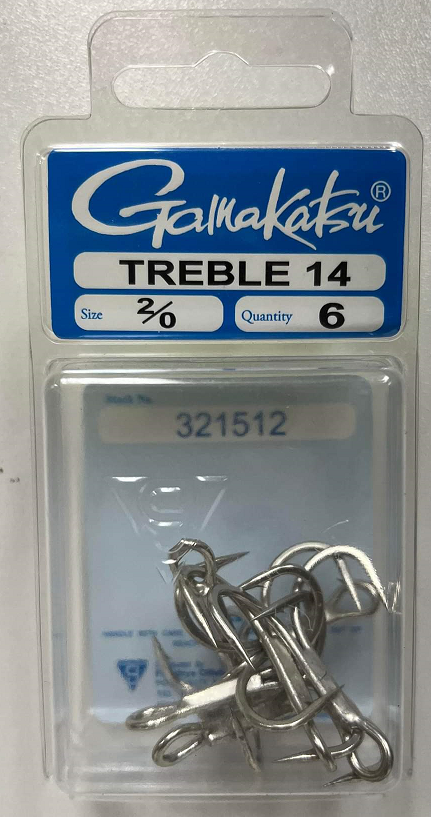 Gamakatsu®
TREBLE 14
Size 2/0 Quantity 6
Stock No.
321512